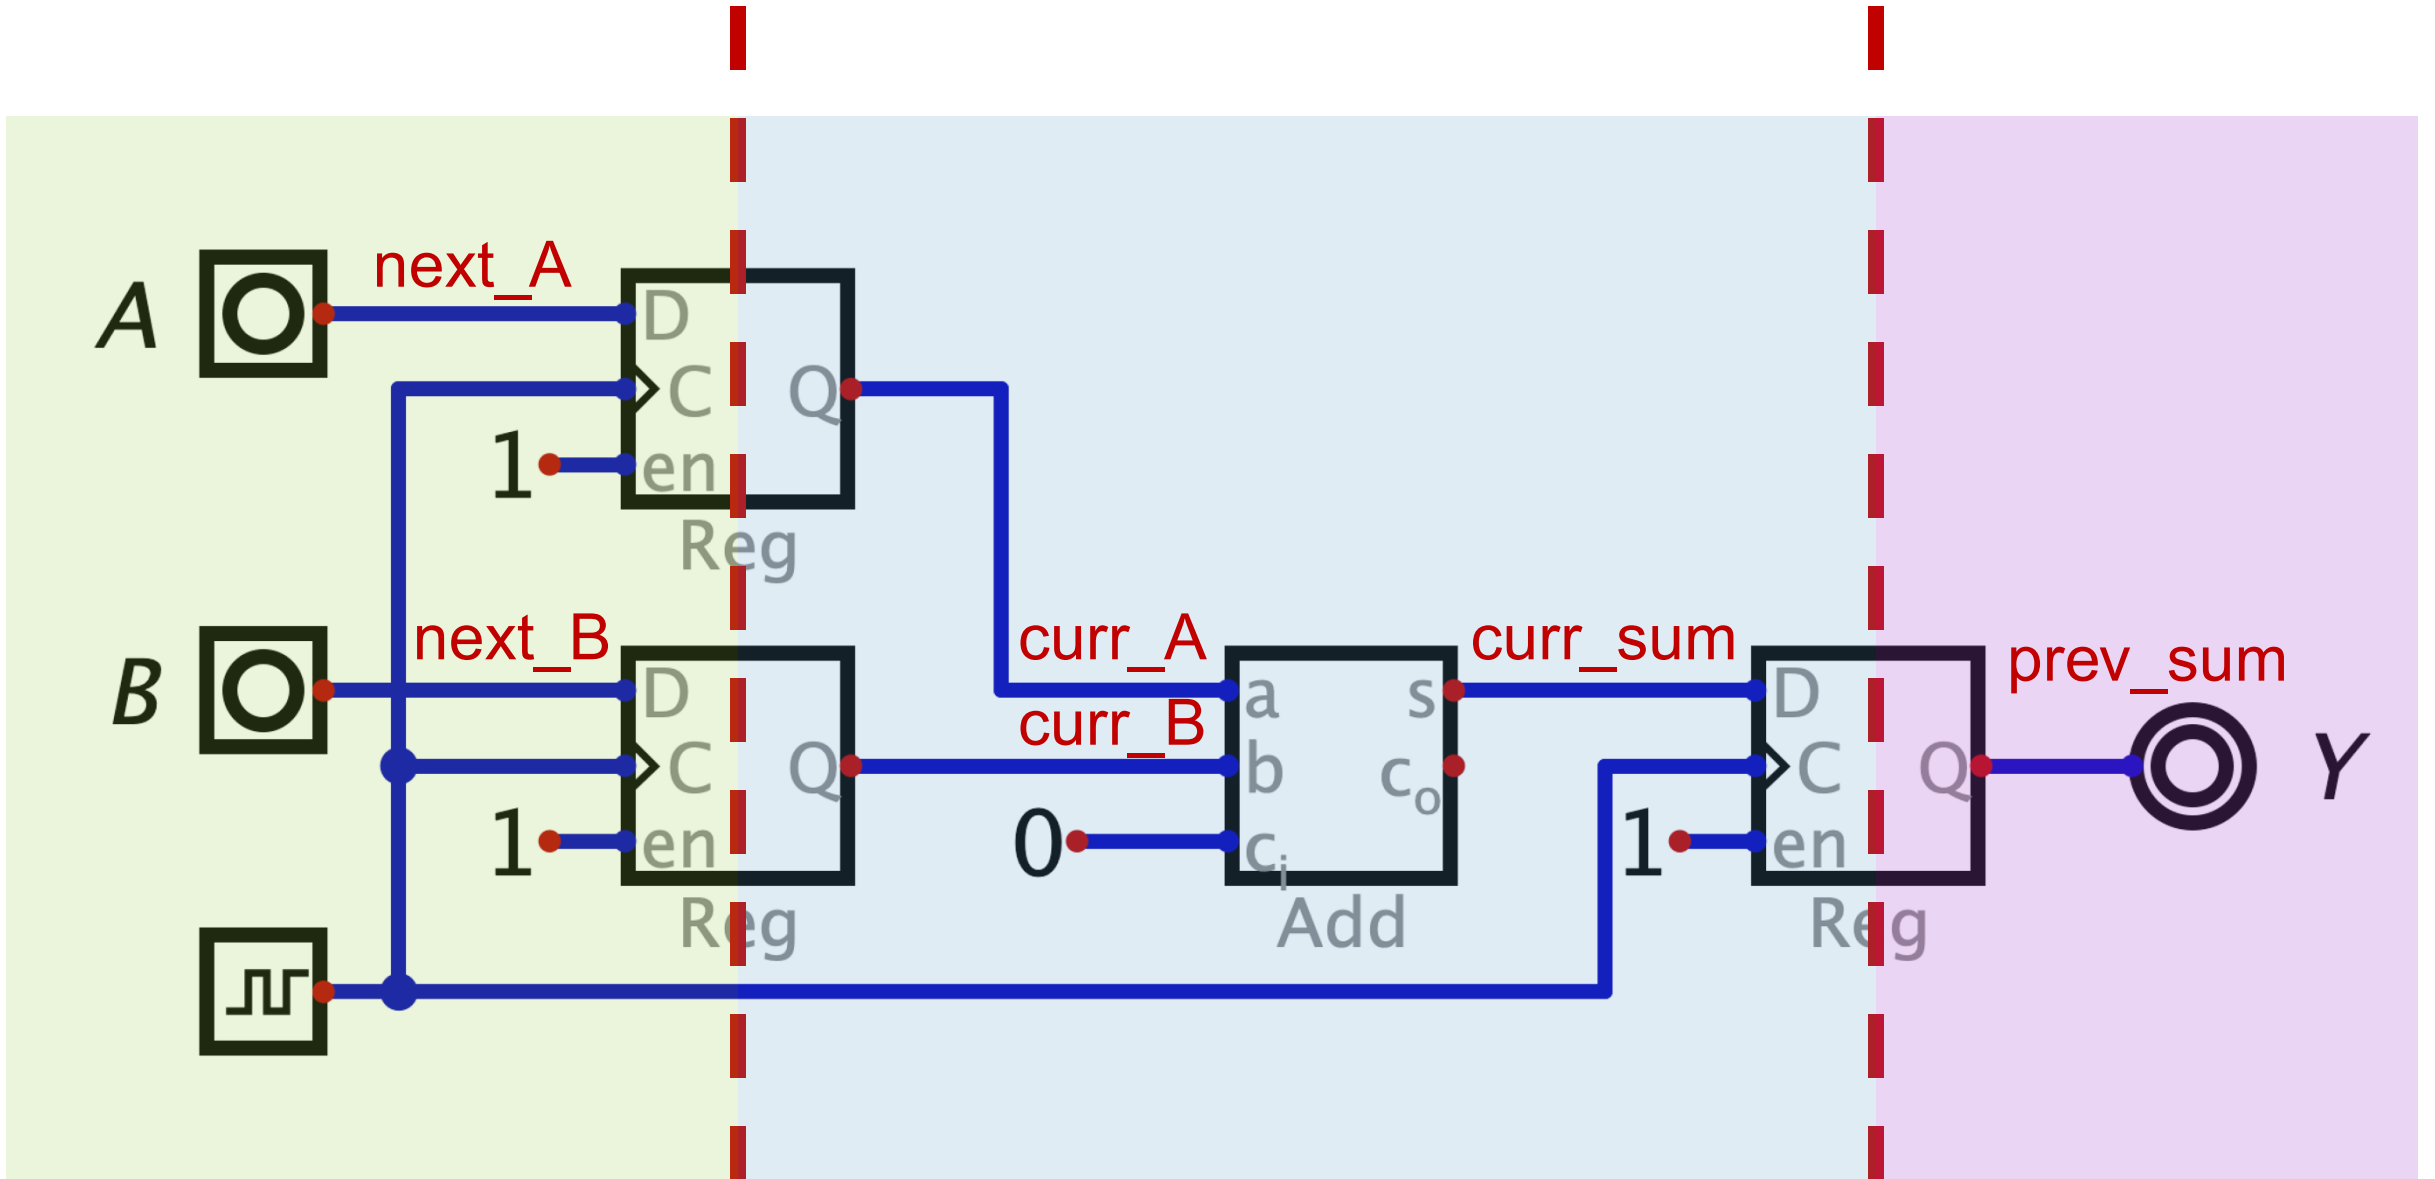 A
next_A
D
C
Q
1
en
Reg
B
next_B
D
C
Q
1
en
Reg
curr_A
curr_B
0
a
b
ci
s
co
Add
curr_sum
D
C
Q
1
en
Reg
prev_sum
Y